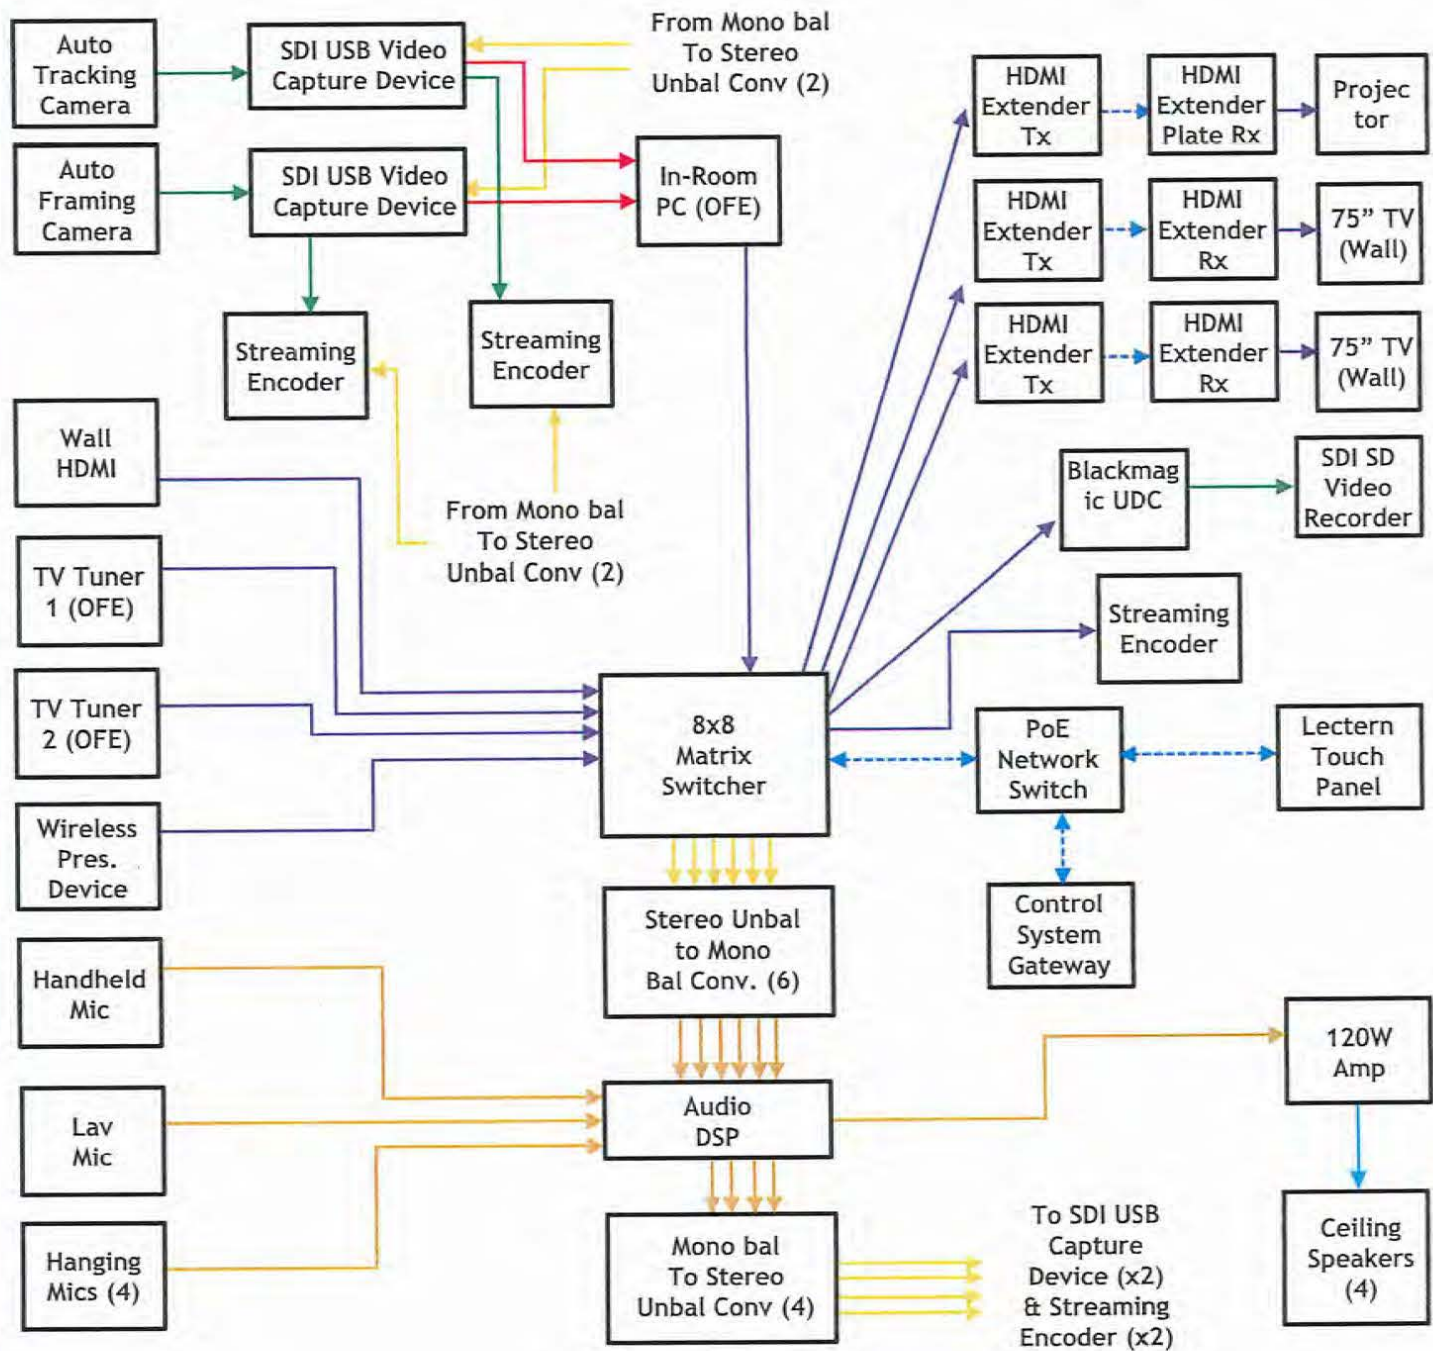 Auto
Tracking
Camera
SDI USB Video
Capture Device
From Mono bal
To Stereo
Unbal Conv (2)
HDMI
Extender
Tx
HDMI
Extender
Plate Rx
Projec
tor
Auto
Framing
Camera
SDI USB Video
Capture Device
In-Room
PC (OFE)
HDMI
Extender
Tx
HDMI
Extender
Rx
75" TV
(Wall)
Streaming
Encoder
Streaming
Encoder
HDMI
Extender
Tx
HDMI
Extender
Rx
75" TV
(Wall)
Wall
HDMI
From Mono bal
To Stereo
Unbal Conv (2)
Blackmag
ic UDC
SDI SD
Video
Recorder
TV Tuner
1 (OFE)
Streaming
Encoder
TV Tuner
2 (OFE)
8x8
Matrix
Switcher
PoE
Network
Switch
Lectern
Touch
Panel
Wireless
Pres.
Device
Stereo Unbal
to Mono
Bal Conv. (6)
Control
System
Gateway
Handheld
Mic
120W
Amp
Lav
Mic
Audio
DSP
Hanging
Mics (4)
Mono bal
To Stereo
Unbal Conv (4)
To SDI USB
Capture
Device (x2)
& Streaming
Encoder (x2)
Ceiling
Speakers
(4)